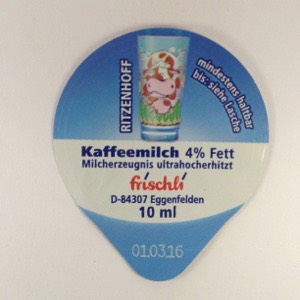 RITZENHOFF
mindestens haltbar
bis: siehe Lasche
Kaffeemilch 4% Fett
Milcherzeugnis ultrahocherhitzt
frischli
D-84307 Eggenfelden
10 ml
01.03.16